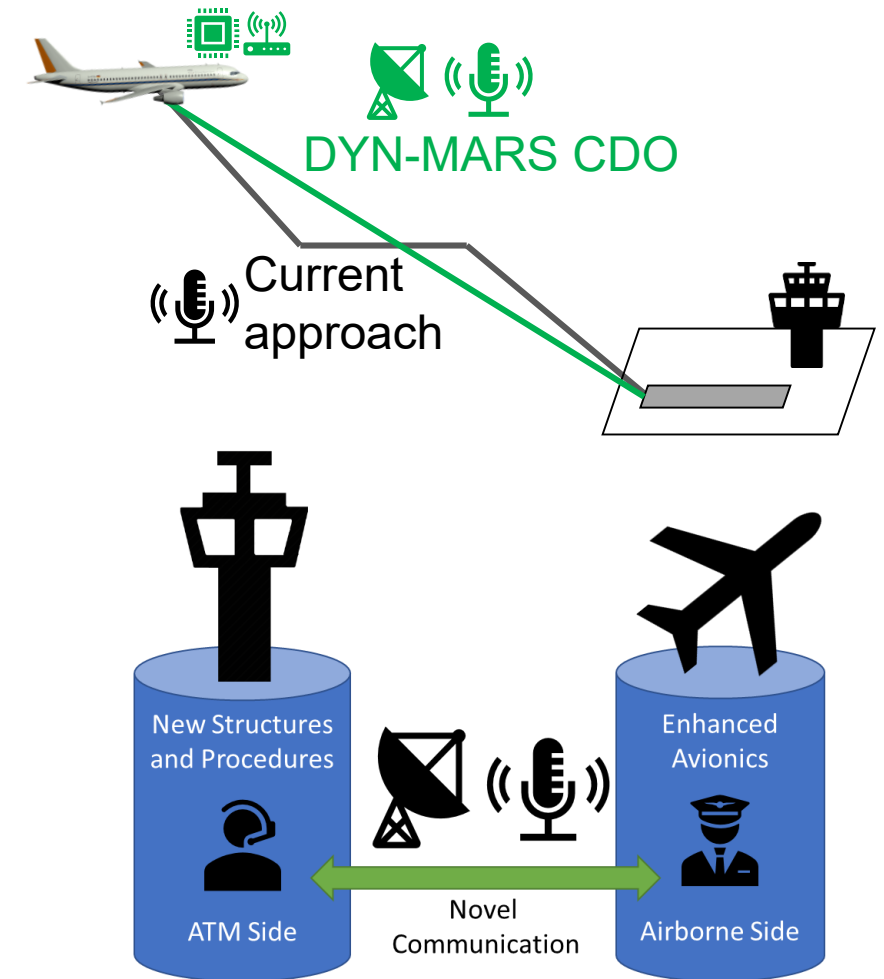 DYN-MARS CDO
Current
approach
New Structures
and Procedures
ATM Side
Novel
Communication
Enhanced
Avionics
Airborne Side